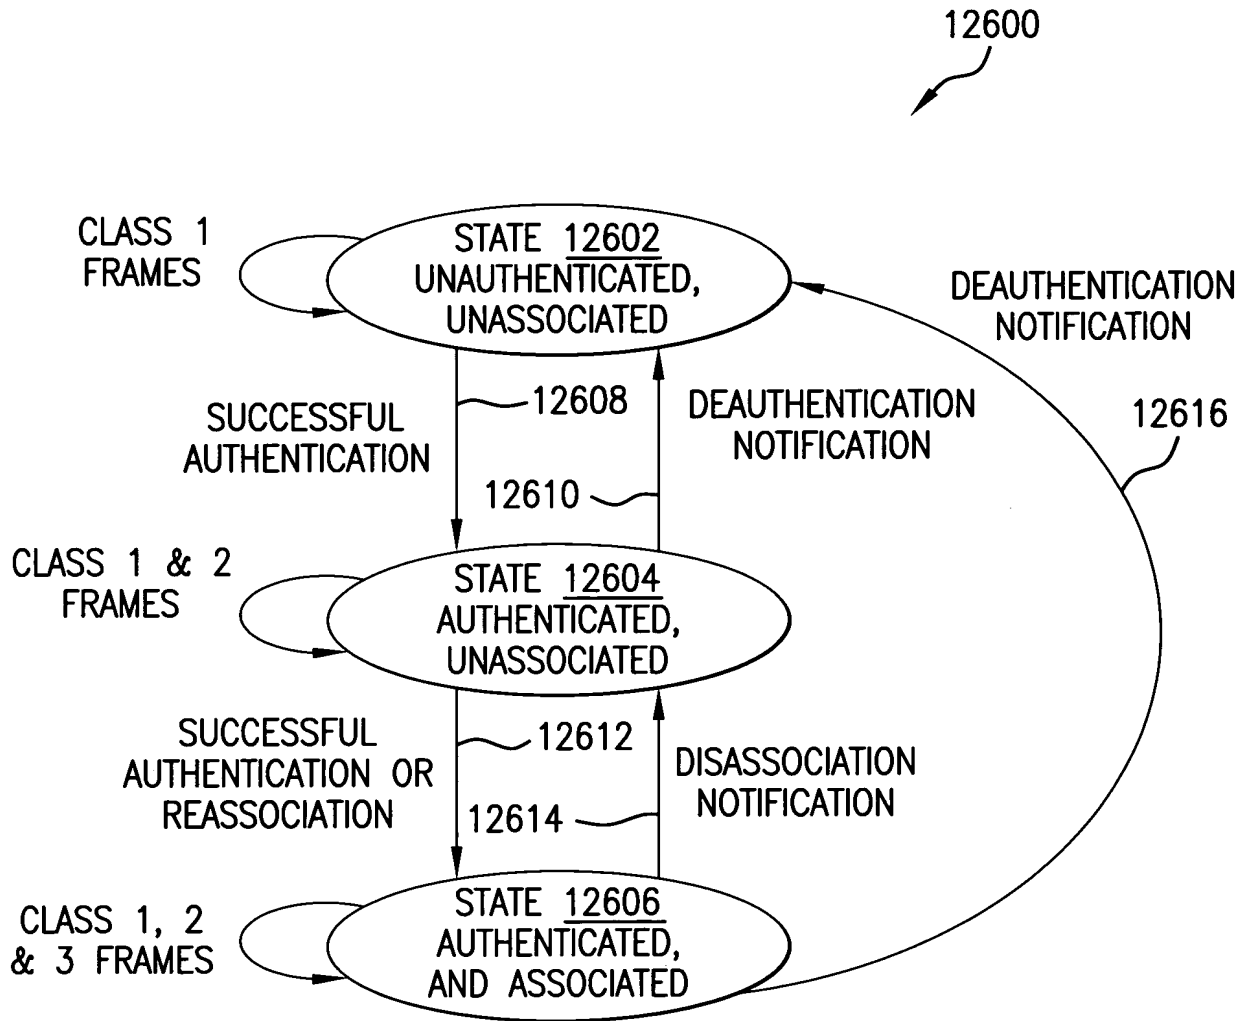 12600
CLASS 1
FRAMES
STATE 12602
UNAUTHENTICATED,
UNASSOCIATED
DEAUTHENTICATION
NOTIFICATION
12608
SUCCESSFUL
AUTHENTICATION
DEAUTHENTICATION
NOTIFICATION
12616
12610
CLASS 1 & 2
FRAMES
STATE 12604
AUTHENTICATED,
UNASSOCIATED
SUCCESSFUL
AUTHENTICATION OR
REASSOCIATION
12612
DISASSOCIATION
NOTIFICATION
12614
CLASS 1, 2
& 3 FRAMES
STATE 12606
AUTHENTICATED,
AND ASSOCIATED